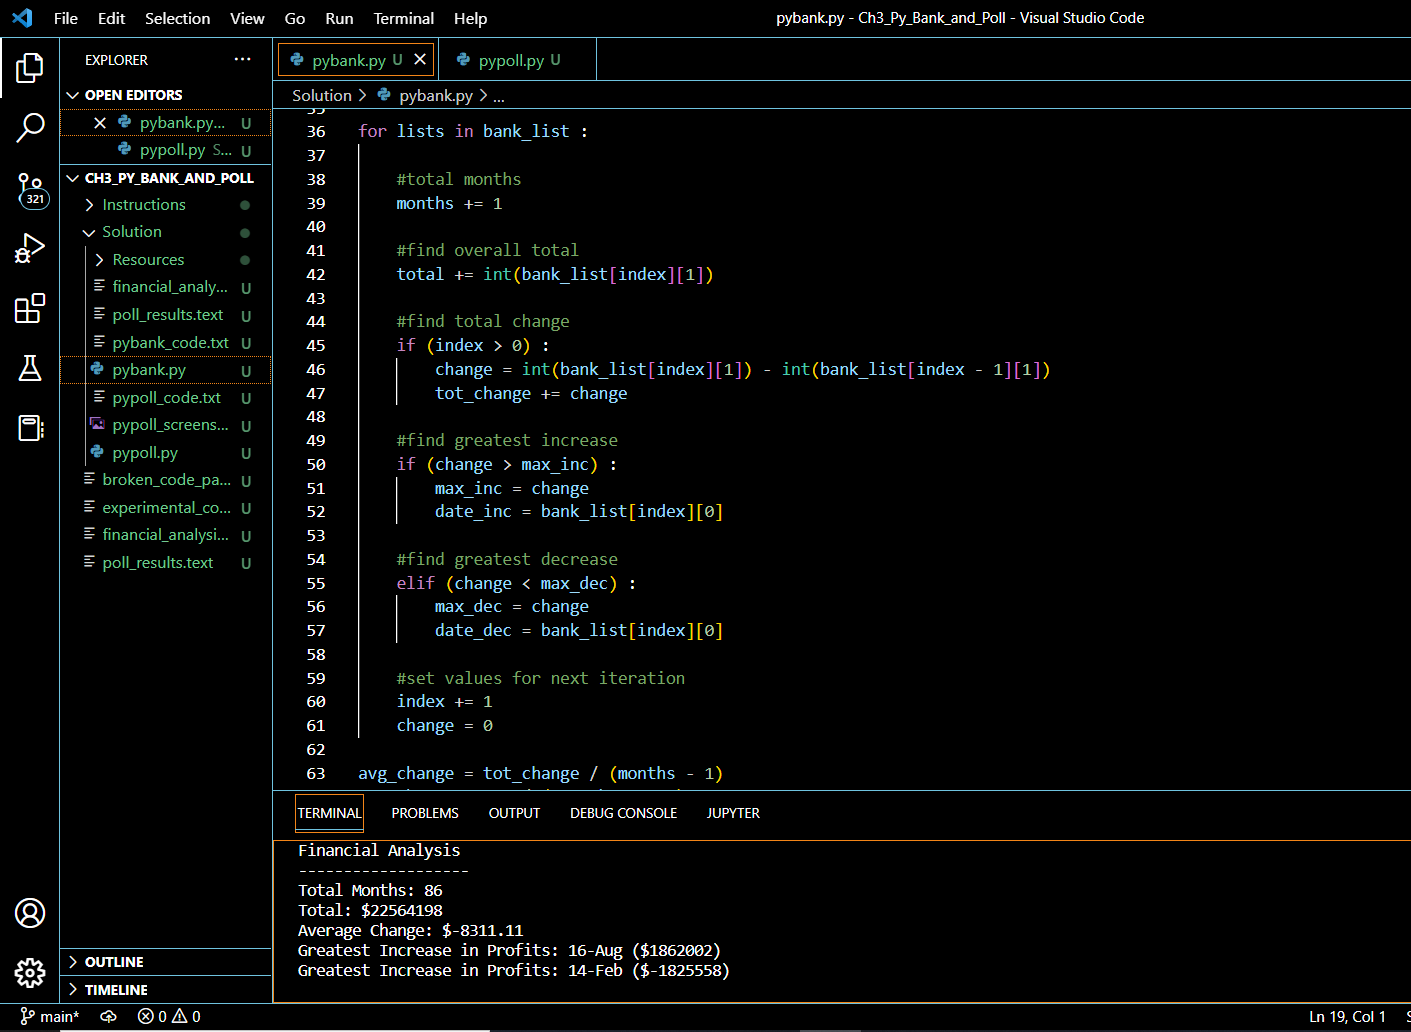 File Edit Selection View Go Run Terminal Help pybank.py - Ch3_Py_Bank_and_Poll - Visual Studio Code
EXPLORER ...
OPEN EDITORS
pybank.py... U
pypoll.py S... U
CH3_PY_BANK_AND_POLL
Instructions
Solution
Resources
financial_analy... U
poll_results.text U
pybank_code.txt U
pybank.py U
pypoll_code.txt U
pypoll_screens... U
pypoll.py U
broken_code_pa... U
experimental_co... U
financial_analysi... U
poll_results.text U
OUTLINE
TIMELINE
321
pybank.py U pypoll.py U
Solution > pybank.py > ...
35
36 for lists in bank_list :
37
38 #total months
39 months += 1
40
41 #find overall total
42 total += int(bank_list[index][1])
43
44 #find total change
45 if (index > 0) :
46 change = int(bank_list[index][1]) - int(bank_list[index - 1][1])
47 tot_change += change
48
49 #find greatest increase
50 if (change > max_inc) :
51 max_inc = change
52 date_inc = bank_list[index][0]
53
54 #find greatest decrease
55 elif (change < max_dec) :
56 max_dec = change
57 date_dec = bank_list[index][0]
58
59 #set values for next iteration
60 index += 1
61 change = 0
62
63 avg_change = tot_change / (months - 1)
TERMINAL PROBLEMS OUTPUT DEBUG CONSOLE JUPYTER
Financial Analysis
-------------------
Total Months: 86
Total: $22564198
Average Change: $-8311.11
Greatest Increase in Profits: 16-Aug ($1862002)
Greatest Increase in Profits: 14-Feb ($-1825558)
main* 0 0 Ln 19, Col 1